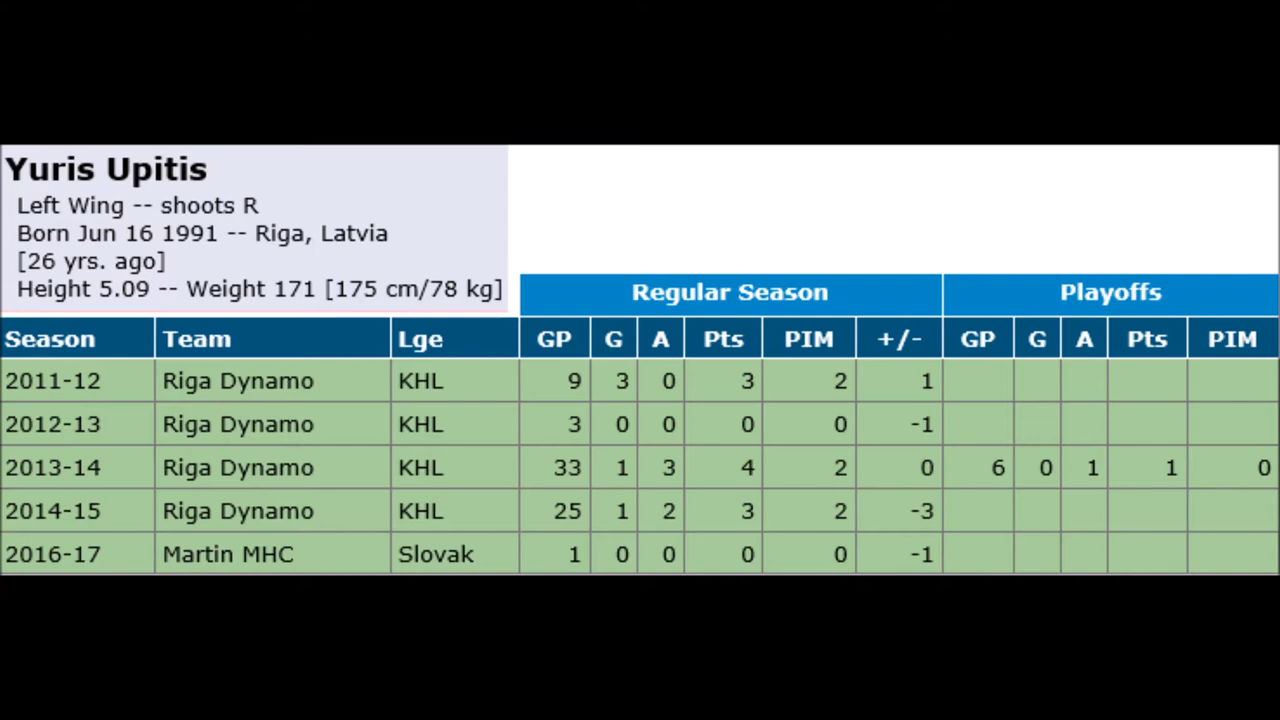 Yuris Upitis
Left Wing -- shoots R
Born Jun 16 1991 -- Riga, Latvia
[26 yrs. ago]
Height 5.09 -- Weight 171 [175 cm/78 kg]
Regular Season Playoffs
Season Team Lge GP G A Pts PIM +/- GP G A Pts PIM
2011-12 Riga Dynamo KHL 9 3 0 3 2 1
2012-13 Riga Dynamo KHL 3 0 0 0 0 -1
2013-14 Riga Dynamo KHL 33 1 3 4 2 0 6 0 1 1 0
2014-15 Riga Dynamo KHL 25 1 2 3 2 -3
2016-17 Martin MHC Slovak 1 0 0 0 0 -1